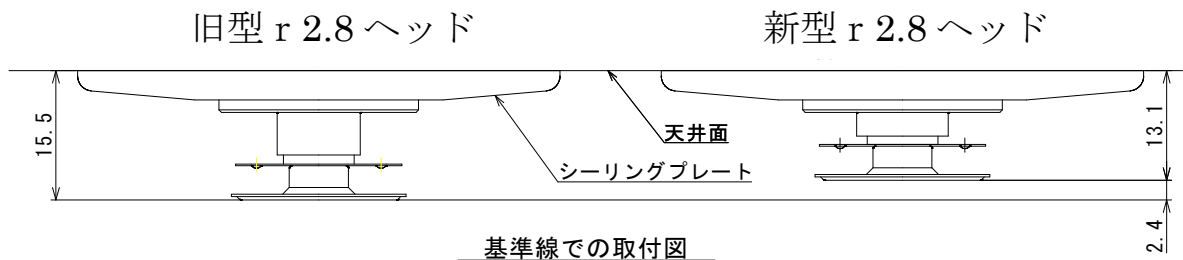 旧型 r 2.8 ヘッド
新型 r 2.8 ヘッド
15.5
天井面
シーリングプレート
13.1
2.4
基準線での取付図